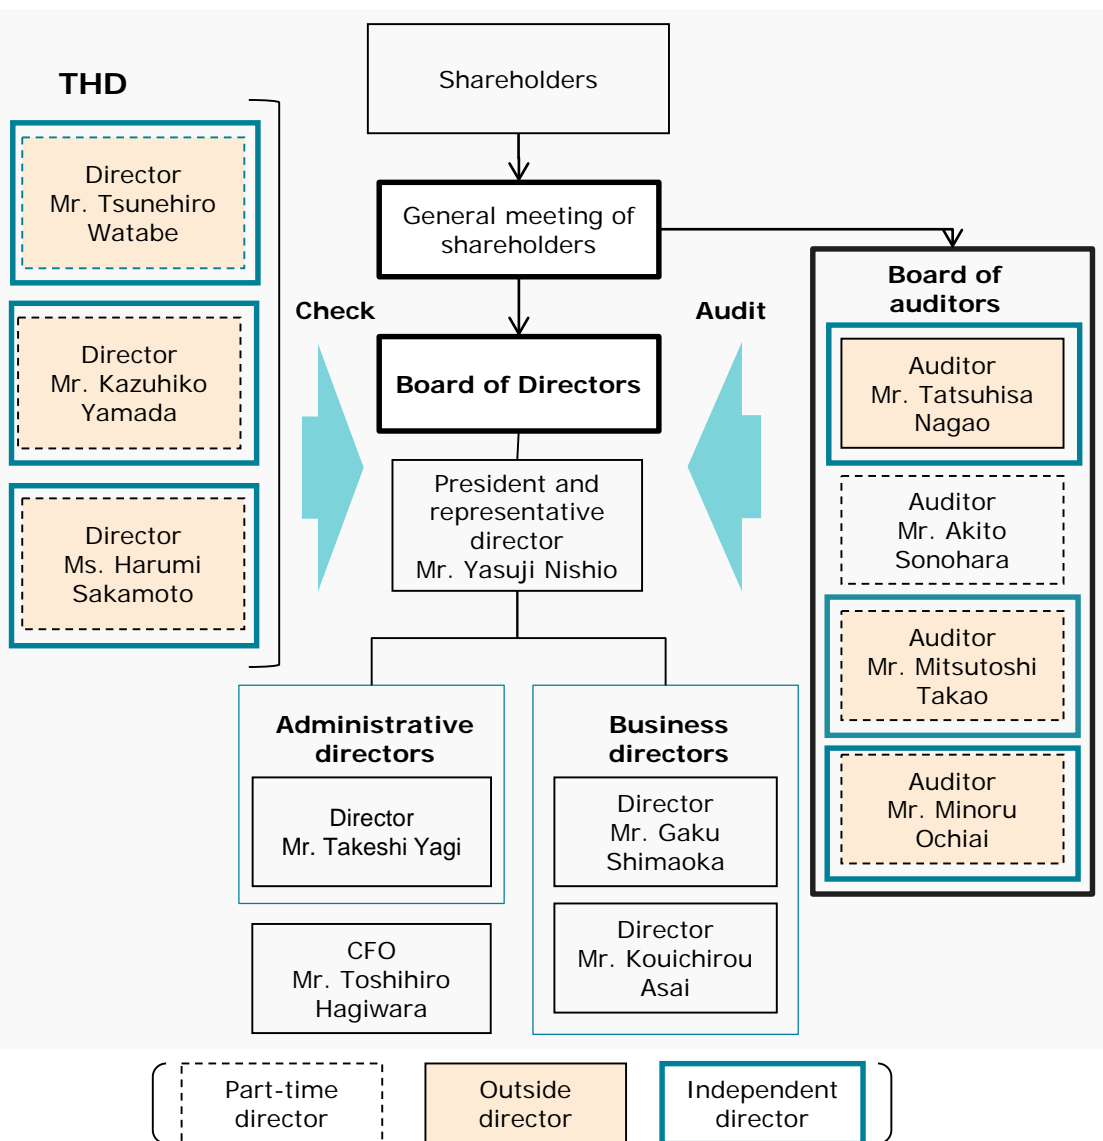 THD
Director
Mr. Tsunehiro
Watabe
Director
Mr. Kazuhiko
Yamada
Director
Ms. Harumi
Sakamoto
Shareholders
General meeting of
shareholders
Check
Audit
Board of Directors
President and
representative
director
Mr. Yasuji Nishio
Board of
auditors
Auditor
Mr. Tatsuhisa
Nagao
Auditor
Mr. Akito
Sonohara
Auditor
Mr. Mitsutoshi
Takao
Auditor
Mr. Minoru
Ochiai
Administrative
directors
Director
Mr. Takeshi Yagi
CFO
Mr. Toshihiro
Hagiwara
Business
directors
Director
Mr. Gaku
Shimaoka
Director
Mr. Kouichirou
Asai
Part-time
director
Outside
director
Independent
director